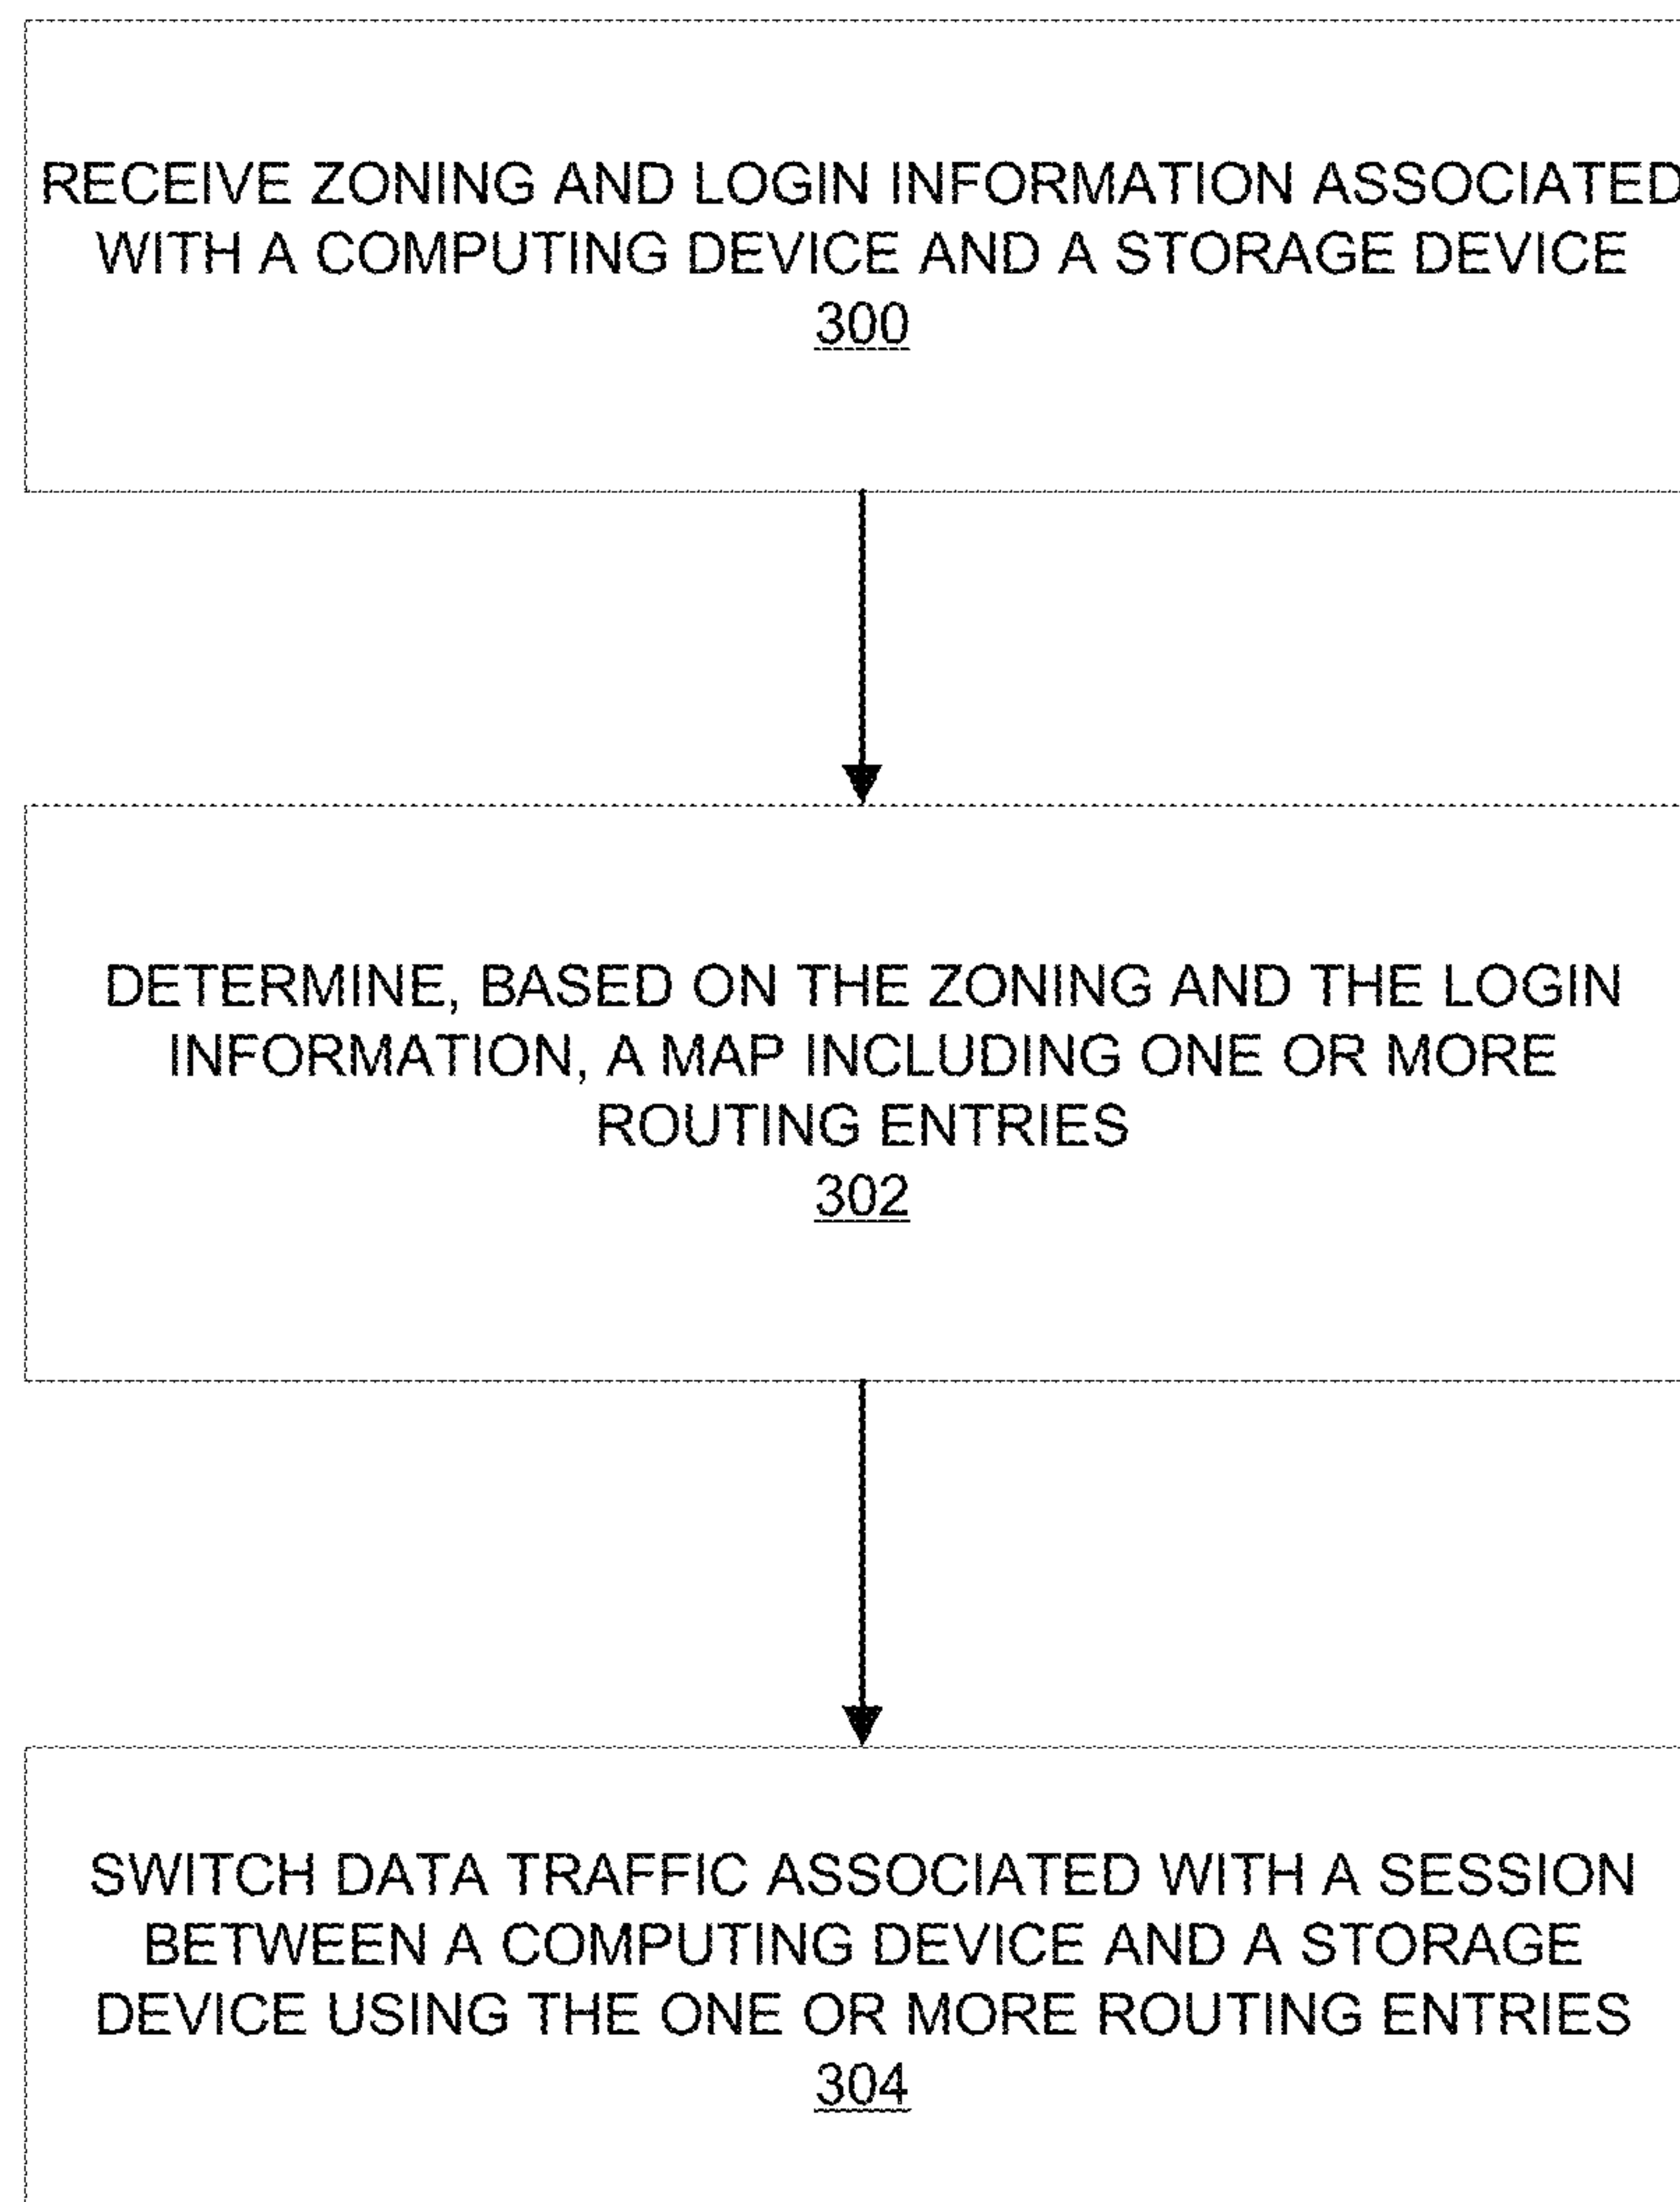 RECEIVE ZONING AND LOGIN INFORMATION ASSOCIATED
WITH A COMPUTING DEVICE AND A STORAGE DEVICE
300
DETERMINE, BASED ON THE ZONING AND THE LOGIN
INFORMATION, A MAP INCLUDING ONE OR MORE
ROUTING ENTRIES
302
SWITCH DATA TRAFFIC ASSOCIATED WITH A SESSION
BETWEEN A COMPUTING DEVICE AND A STORAGE
DEVICE USING THE ONE OR MORE ROUTING ENTRIES
304